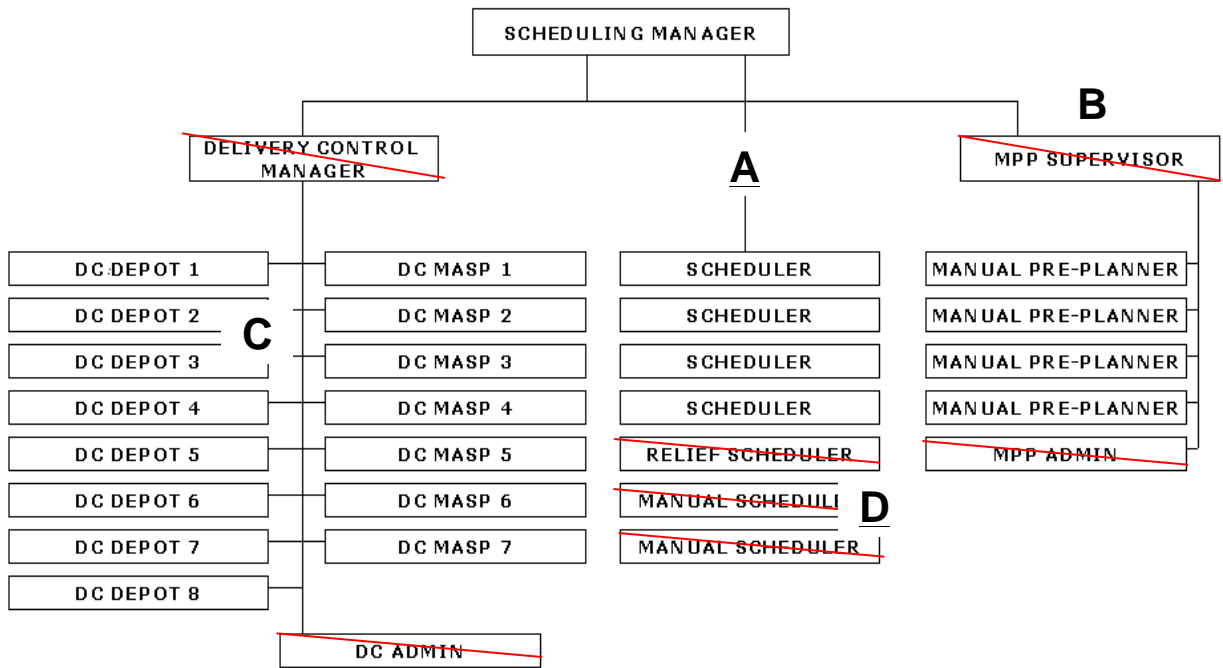 SCHEDULING MANAGER
B
DELIVERY CONTROL
MANAGER
A
MPP SUPERVISOR
DC DEPOT 1
DC MASP 1
SCHEDULER
MANUAL PRE-PLANNER
DC DEPOT 2
DC MASP 2
SCHEDULER
MANUAL PRE-PLANNER
C
DC DEPOT 3
DC MASP 3
SCHEDULER
MANUAL PRE-PLANNER
DC DEPOT 4
DC MASP 4
SCHEDULER
MANUAL PRE-PLANNER
DC DEPOT 5
DC MASP 5
RELIEF SCHEDULER
MPP ADMIN
DC DEPOT 6
DC MASP 6
MANUAL SCHEDULE
D
DC DEPOT 7
DC MASP 7
MANUAL SCHEDULER
DC DEPOT 8
DC ADMIN